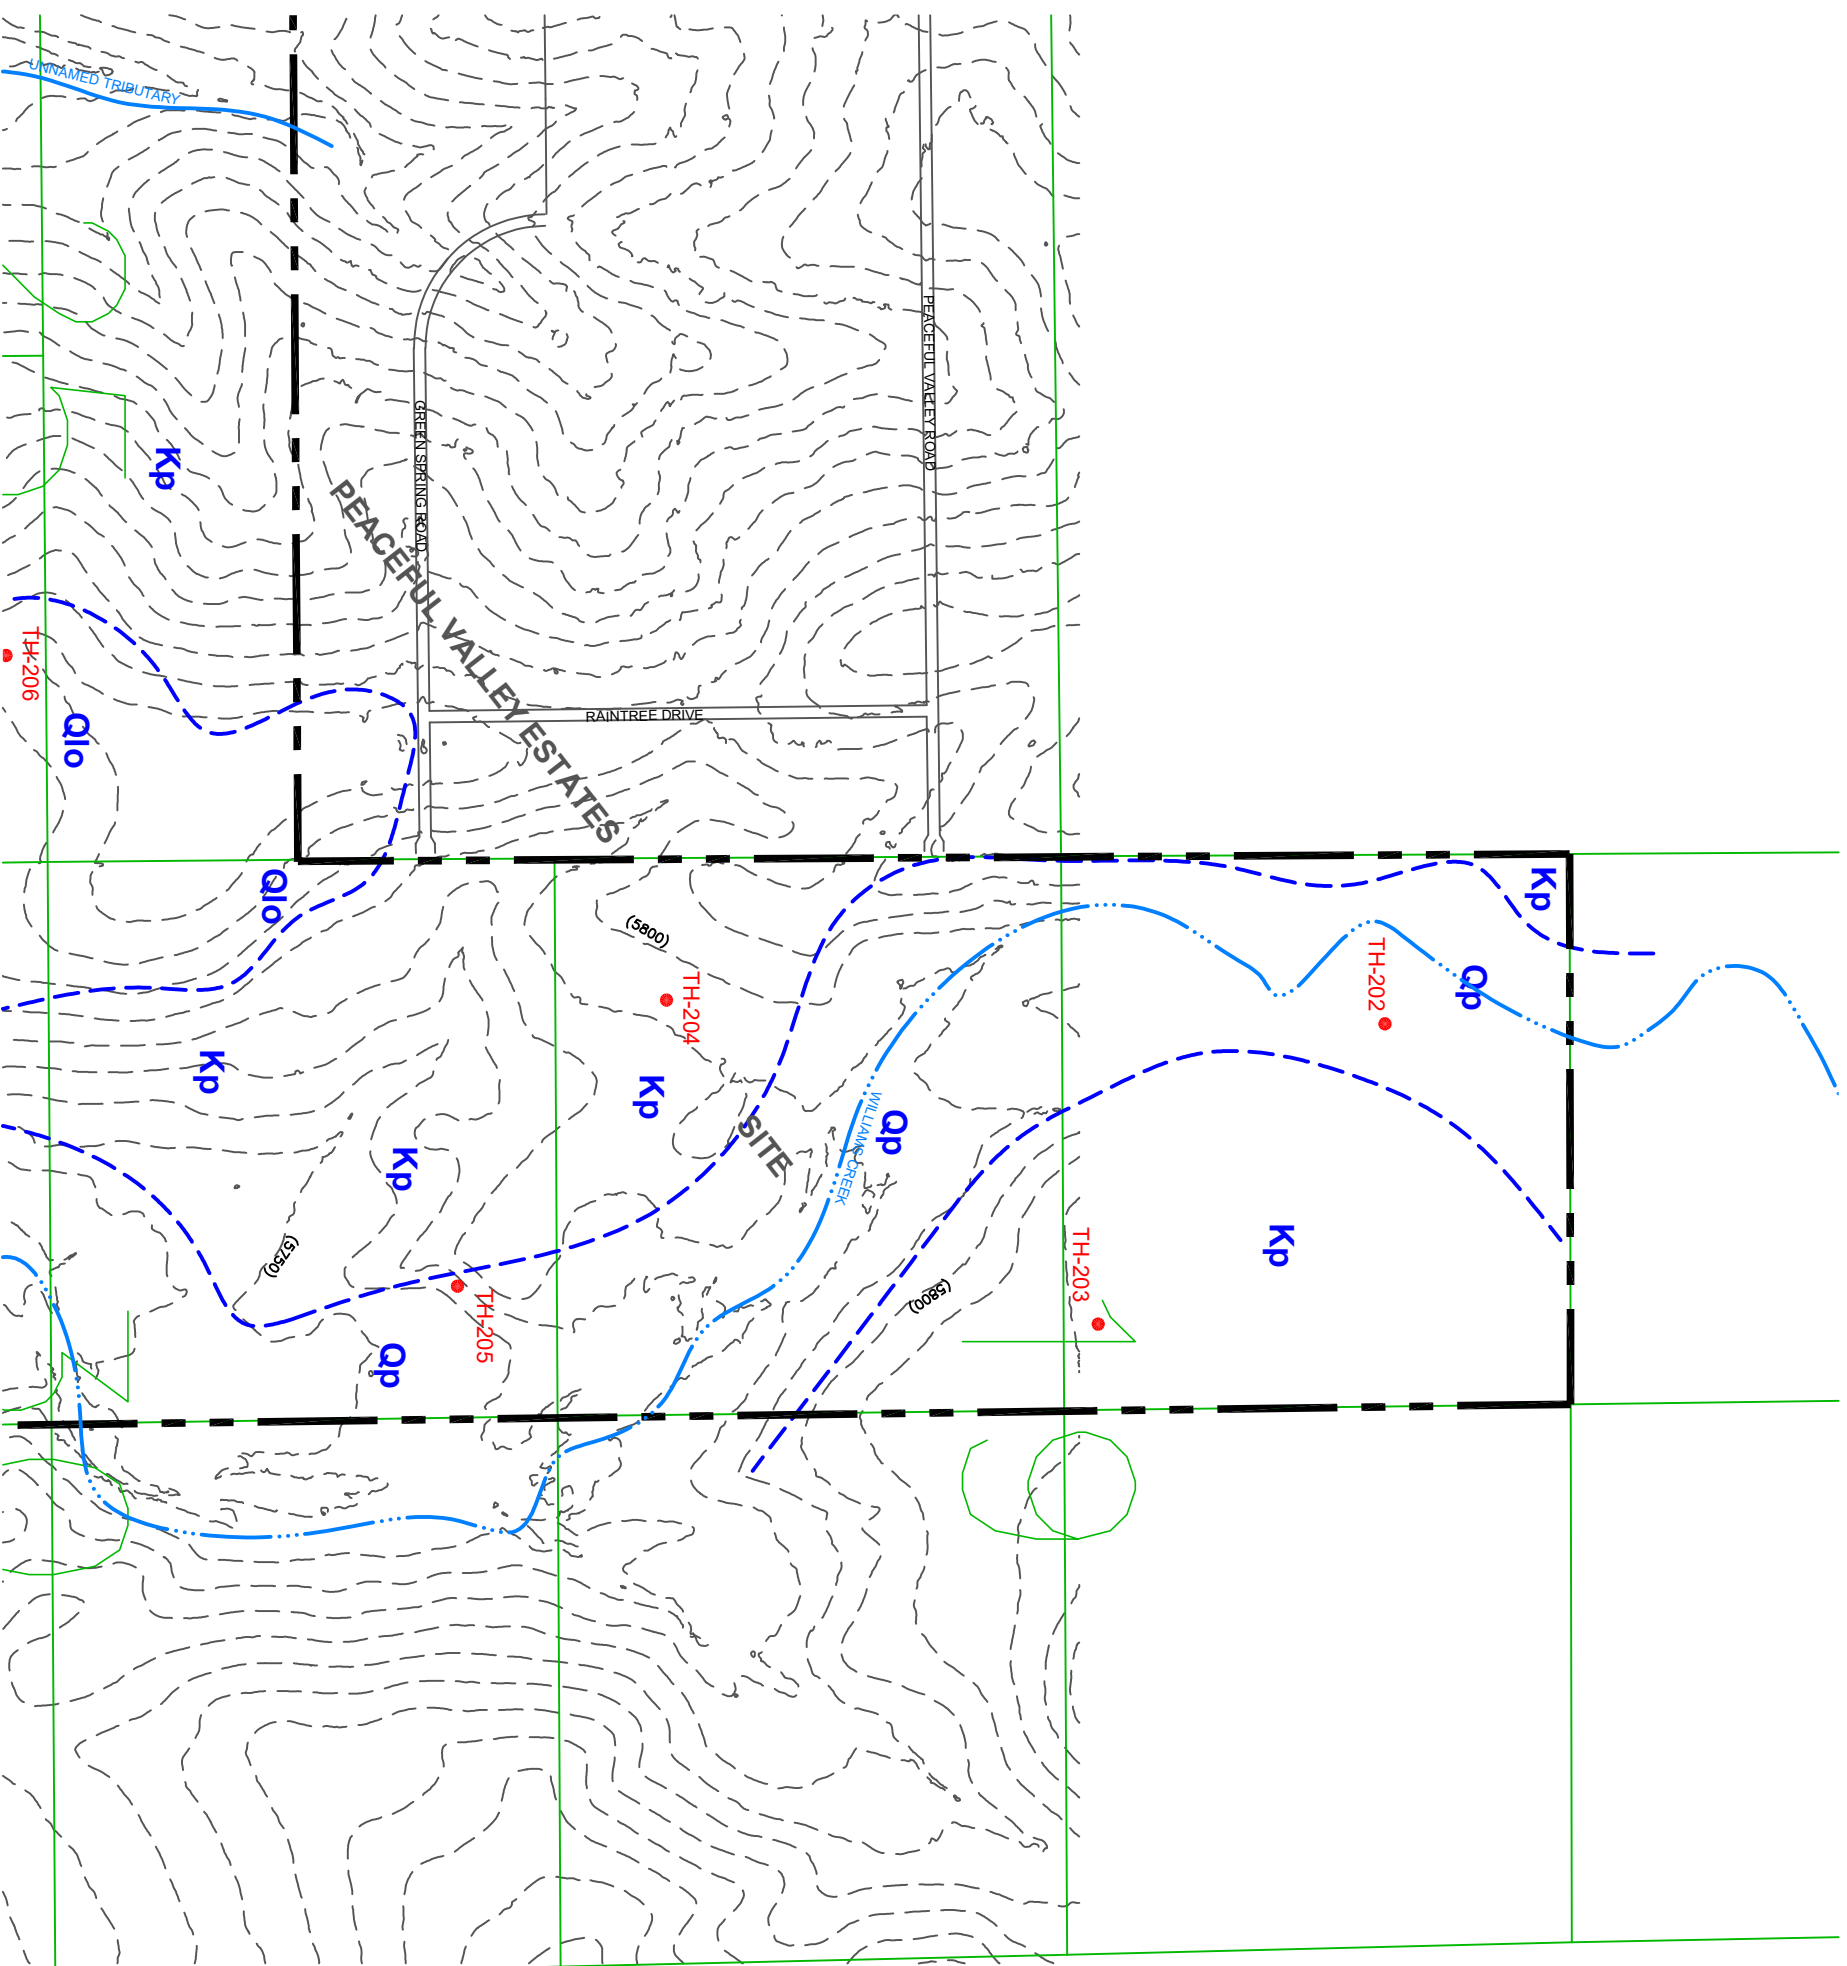 UNNAMED TRIBUTARY
PEACEFUL VALLEY ROAD
GREEN SPRING ROAD
Kp
PEACEFUL VALLEY ESTATES
TH-206
Qlo
RAINTREE DRIVE
Qlo
Kp
(5800)
TH-202
Qp
TH-204
Kp
Kp
Qp
WILLIAMS CREEK
SITE
Kp
Kp
(5750)
TH-203
(5800)
TH-205
Qp